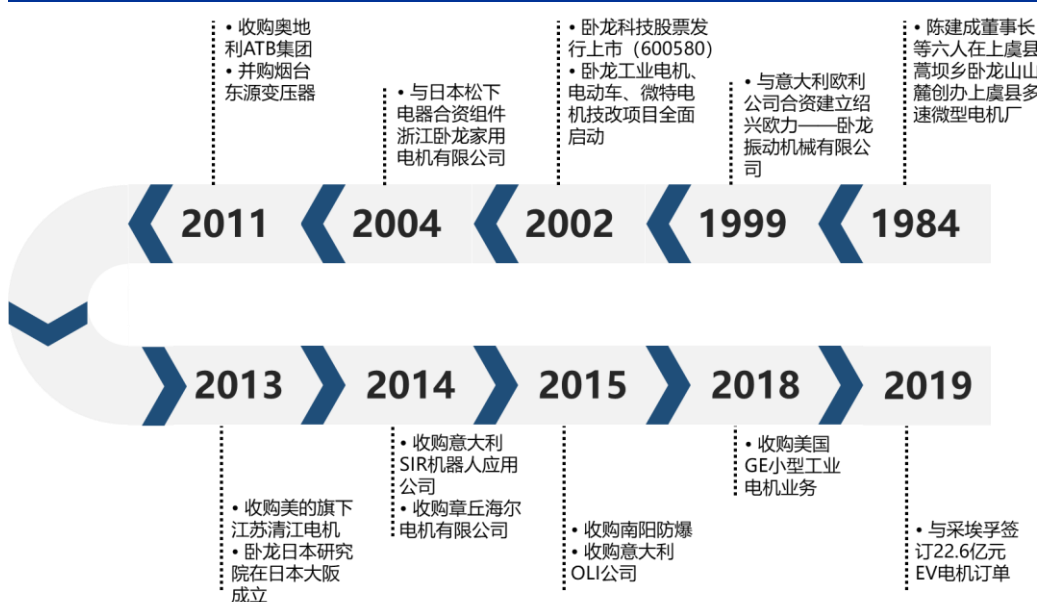 • 收购奥地
利ATB集团
• 并购烟台
东源变压器
• 与日本松下
电器合资组件
浙江卧龙家用
电机有限公司
• 卧龙科技股票发
行上市（600580）
• 卧龙工业电机、
电动车、微特电
机技改项目全面
启动
• 与意大利欧利
公司合资建立绍
兴欧力——卧龙
振动机械有限公
司
• 陈建成董事长
等六人在上虞县
蒿坝乡卧龙山山
麓创办上虞县多
速微型电机厂
2011
2004
2002
1999
1984
2013
2014
2015
2018
2019
• 收购美的旗下
江苏清江电机
• 卧龙日本研究
院在日本大阪
成立
• 收购意大利
SIR机器人应用
公司
• 收购章丘海尔
电机有限公司
• 收购南阳防爆
• 收购意大利
OLI公司
• 收购美国
GE小型工业
电机业务
• 与采埃孚签
订22.6亿元
EV电机订单